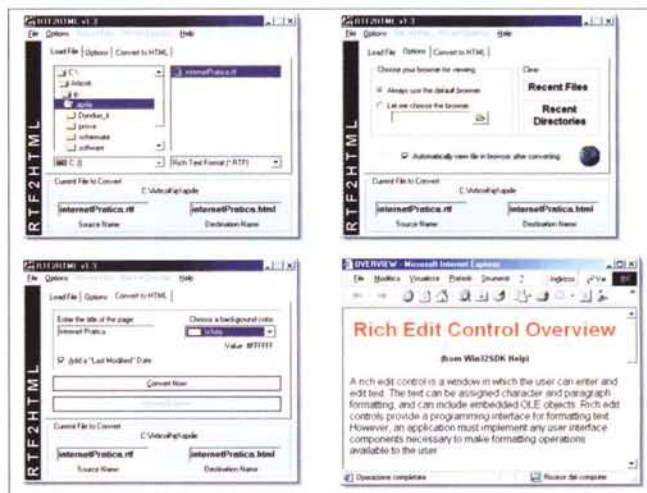 RTF2HTML v1.3
File Options Help
Load File Options Convert to HTML
C:\
Articoli
aprile
prova
schermate
software
internetPratica.rtf
C: []
Rich Text Format (*.RTF)
Current File to Convert
internetPratica.rtf
internetPratica.html
Source Name
Destination Name
RTF2HTML
RTF2HTML v1.3
File Options Help
Load File Options Convert to HTML
Choose your browser for viewing
Always use the default browser
Let me choose the browser
Clear
Recent Files
Recent
Directories
Automatically view file in browser after converting
Current File to Convert
internetPratica.rtf
internetPratica.html
Source Name
Destination Name
RTF2HTML
RTF2HTML v1.3
File Options Help
Load File Options Convert to HTML
Enter the title of the page:
Internet Pratica
Choose a background color
White
Value #FFFFFF
Add a "Last Modified" Date
Convert Now
Current File to Convert
internetPratica.rtf
internetPratica.html
Source Name
Destination Name
RTF2HTML
OVERVIEW - Microsoft Internet Explorer
File Modifica Visualizza Preferiti Strumenti ?
Indirizzo
Vai
Rich Edit Control Overview
(from Win32SDK Help)
A rich edit control is a window in which the user can enter and
edit text. The text can be assigned character and paragraph
formatting, and can include embedded OLE objects. Rich edit
controls provide a programming interface for formatting text.
However, an application must implement any user interface
components necessary to make formatting operations
available to the user
Operazione completata
Risorse del computer